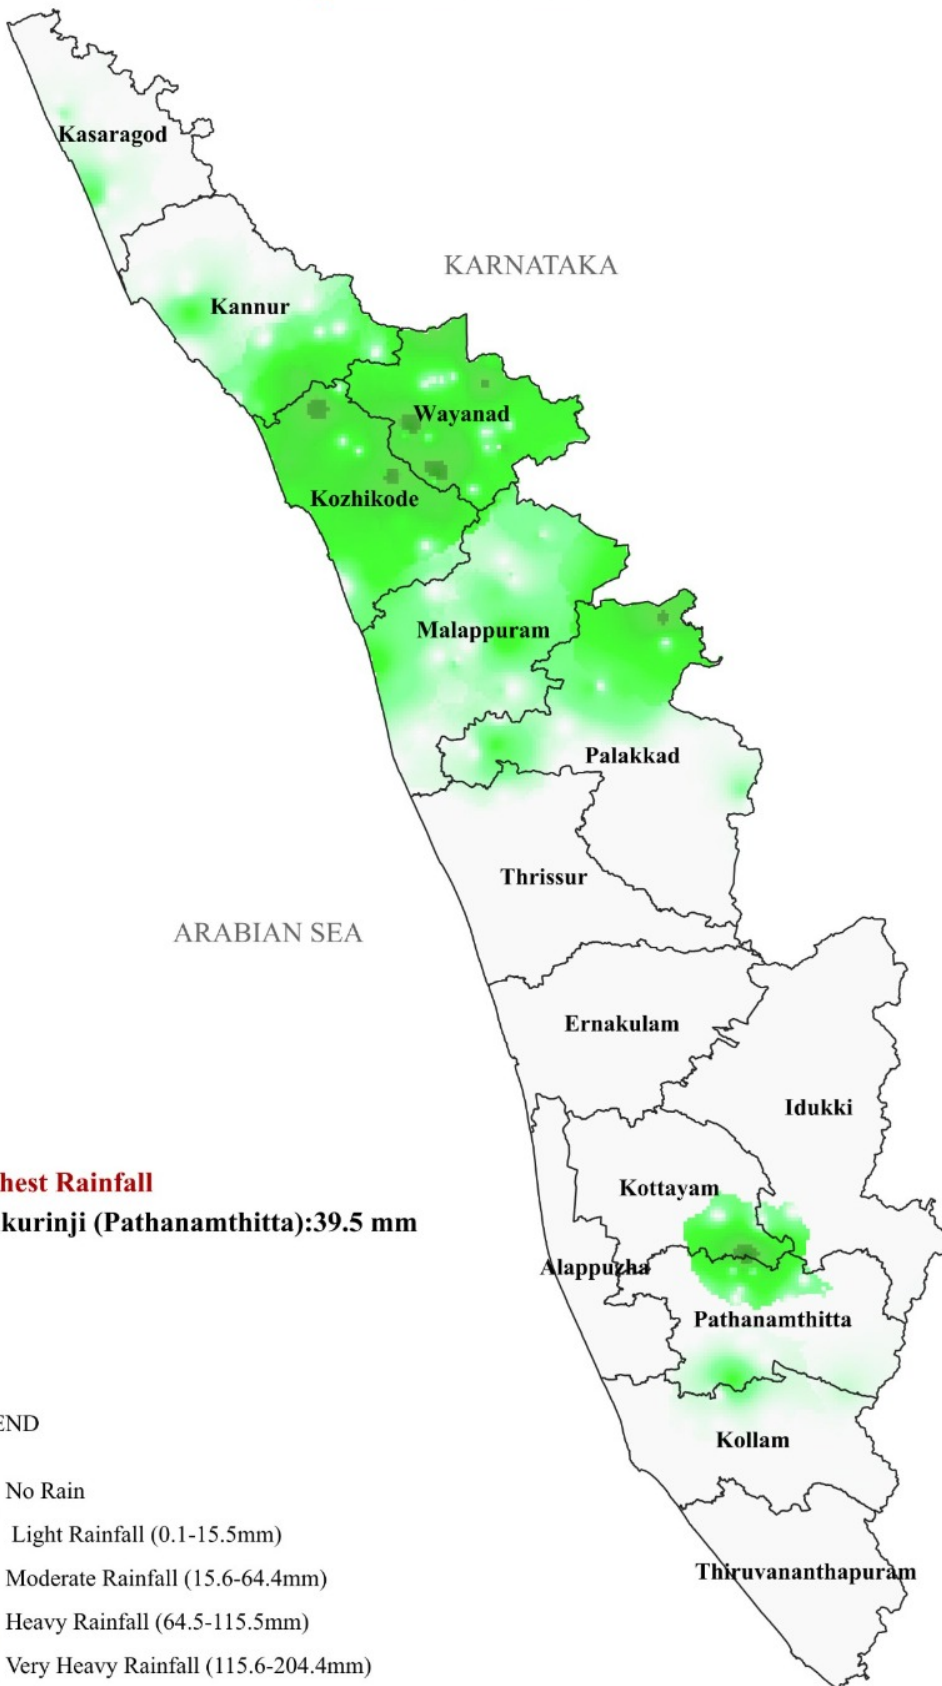 Kasaragod
KARNATAKA
Kannur
Wayanad
Kozhikode
Malappuram
Palakkad
Thrissur
ARABIAN SEA
Ernakulam
Idukki
hest Rainfall
Kottayam
kurinji (Pathanamthitta):39.5 mm
Alappuzha
Pathanamthitta
END
Kollam
No Rain
Light Rainfall (0.1-15.5mm)
Thiruvananthapuram
Moderate Rainfall (15.6-64.4mm)
Heavy Rainfall (64.5-115.5mm)
Very Heavy Rainfall (115.6-204.4mm)